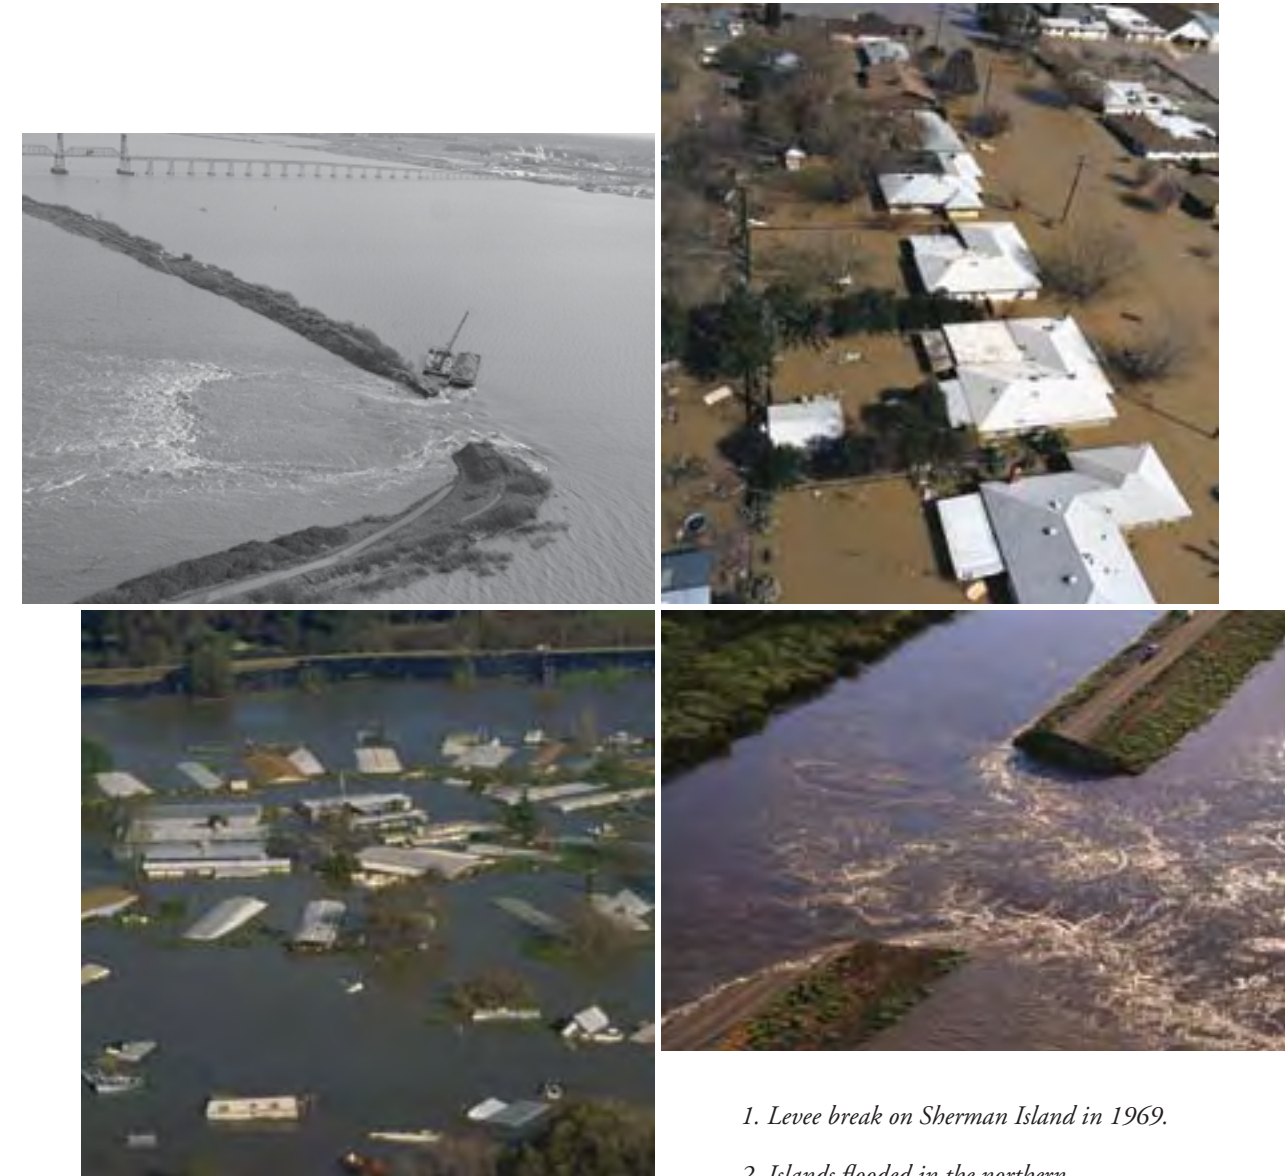 1. Levee break on Sherman Island in 1969.
2. Islands flooded in the northern